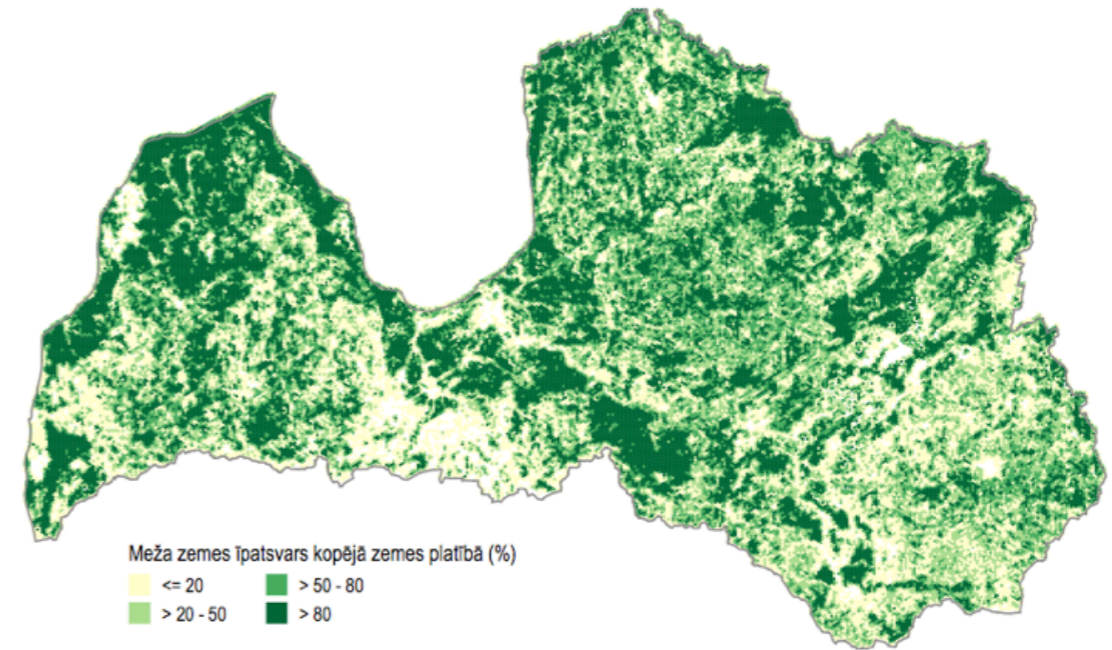 Meža zemes īpatsvars kopējā zemes platībā (%)
<= 20
> 50 - 80
> 20 - 50
> 80